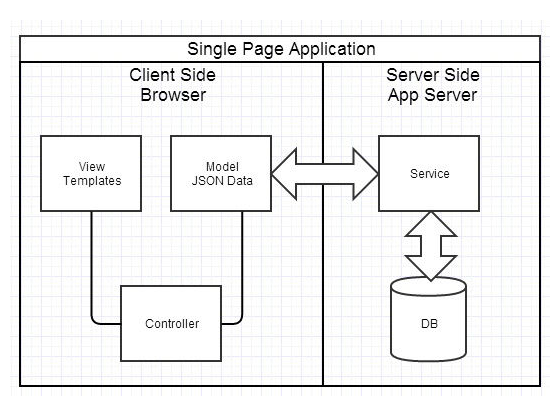 Single Page Application
Client Side
Browser
Server Side
App Server
View
Templates
Model
JSON Data
Service
Controller
DB